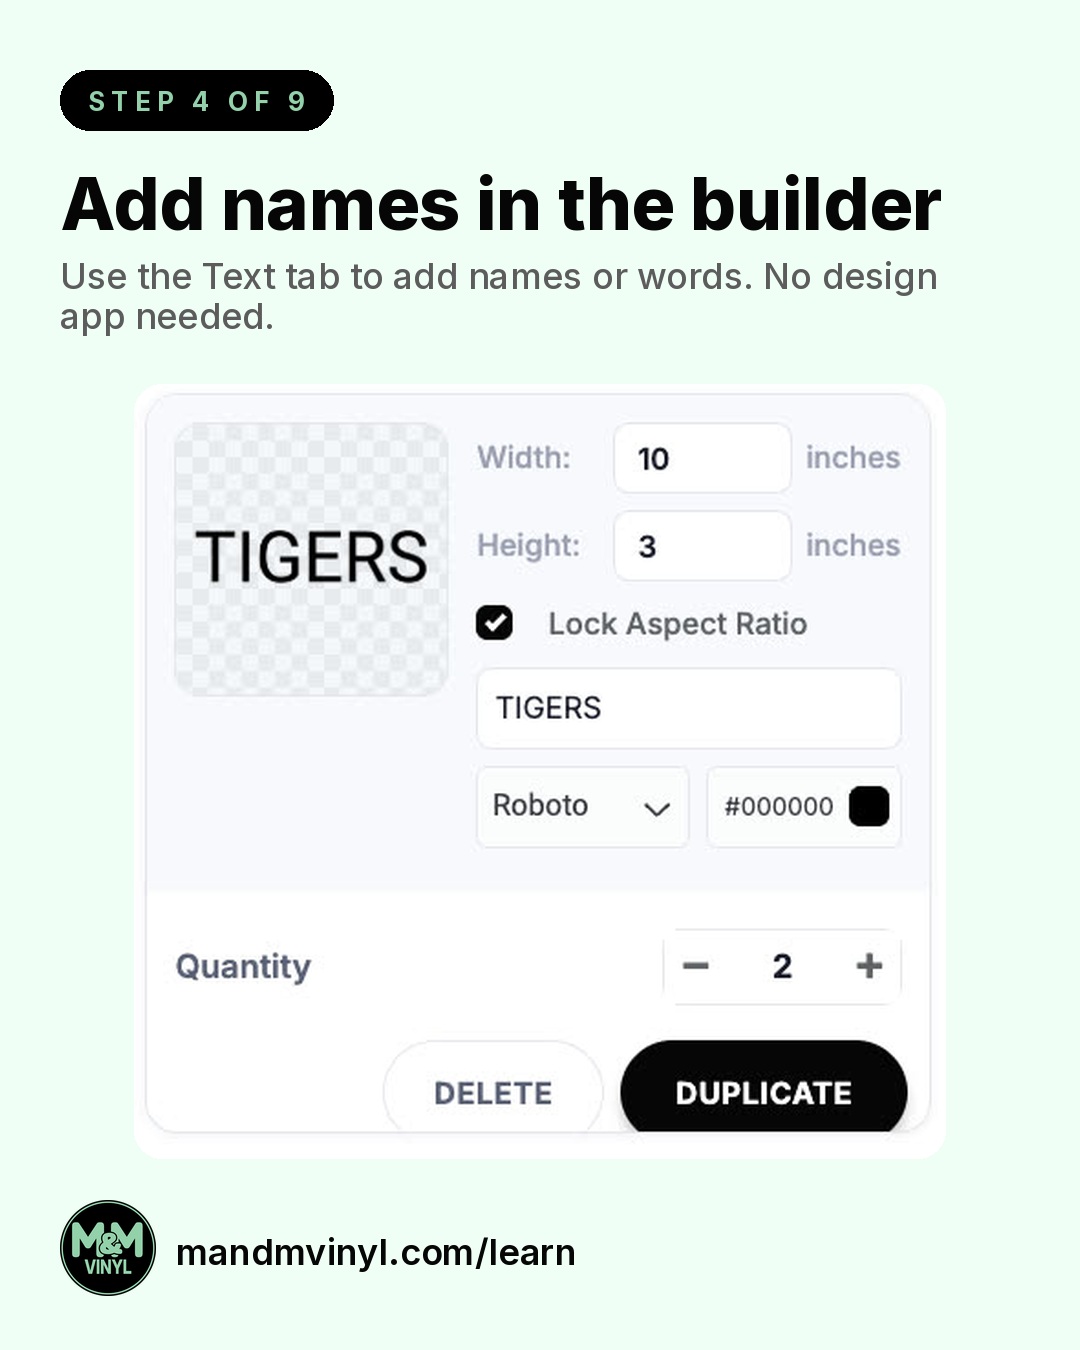 STEP 4 OF 9
Add names in the builder
Use the Text tab to add names or words. No design
app needed.
TIGERS
Width: 10 inches
Height: 3 inches
Lock Aspect Ratio
TIGERS
Roboto #000000
Quantity − 2 +
DELETE DUPLICATE
M&M
VINYL
mandmvinyl.com/learn